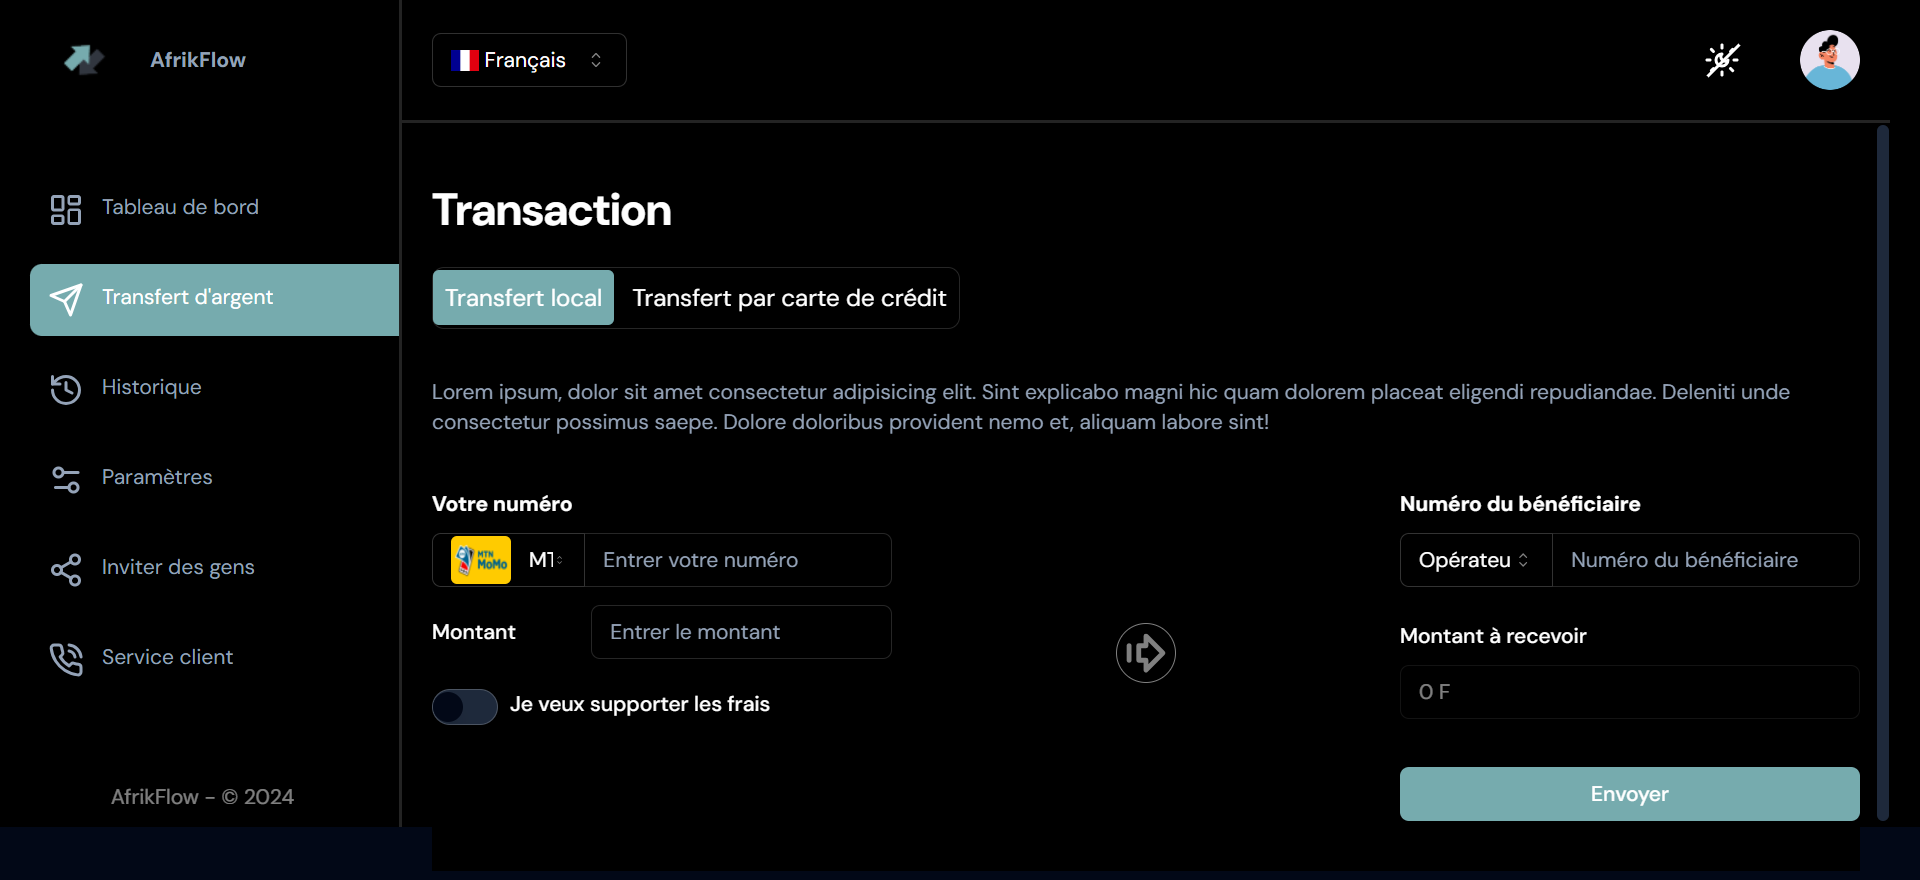 AfrikFlow
Français
Tableau de bord
Transfert d'argent
Historique
Paramètres
Inviter des gens
Service client
AfrikFlow - © 2024
Transaction
Transfert local
Transfert par carte de crédit
Lorem ipsum, dolor sit amet consectetur adipisicing elit. Sint explicabo magni hic quam dolorem placeat eligendi repudiandae. Deleniti unde
consectetur possimus saepe. Dolore doloribus provident nemo et, aliquam labore sint!
Votre numéro
MTN
MoMo
MT
Entrer votre numéro
Montant
Entrer le montant
Je veux supporter les frais
Numéro du bénéficiaire
Opérateu
Numéro du bénéficiaire
Montant à recevoir
0 F
Envoyer